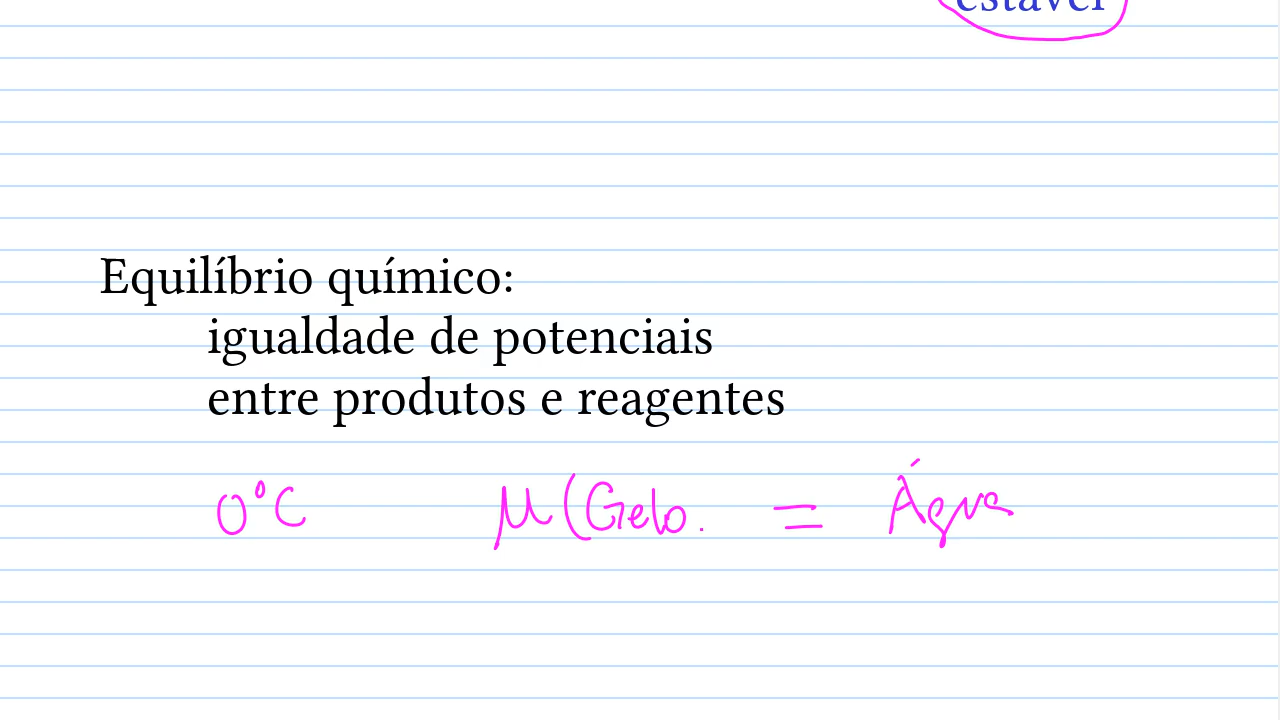 estável
Equilíbrio químico:
igualdade de potenciais
entre produtos e reagentes
0°C μ(Gelo. = Água